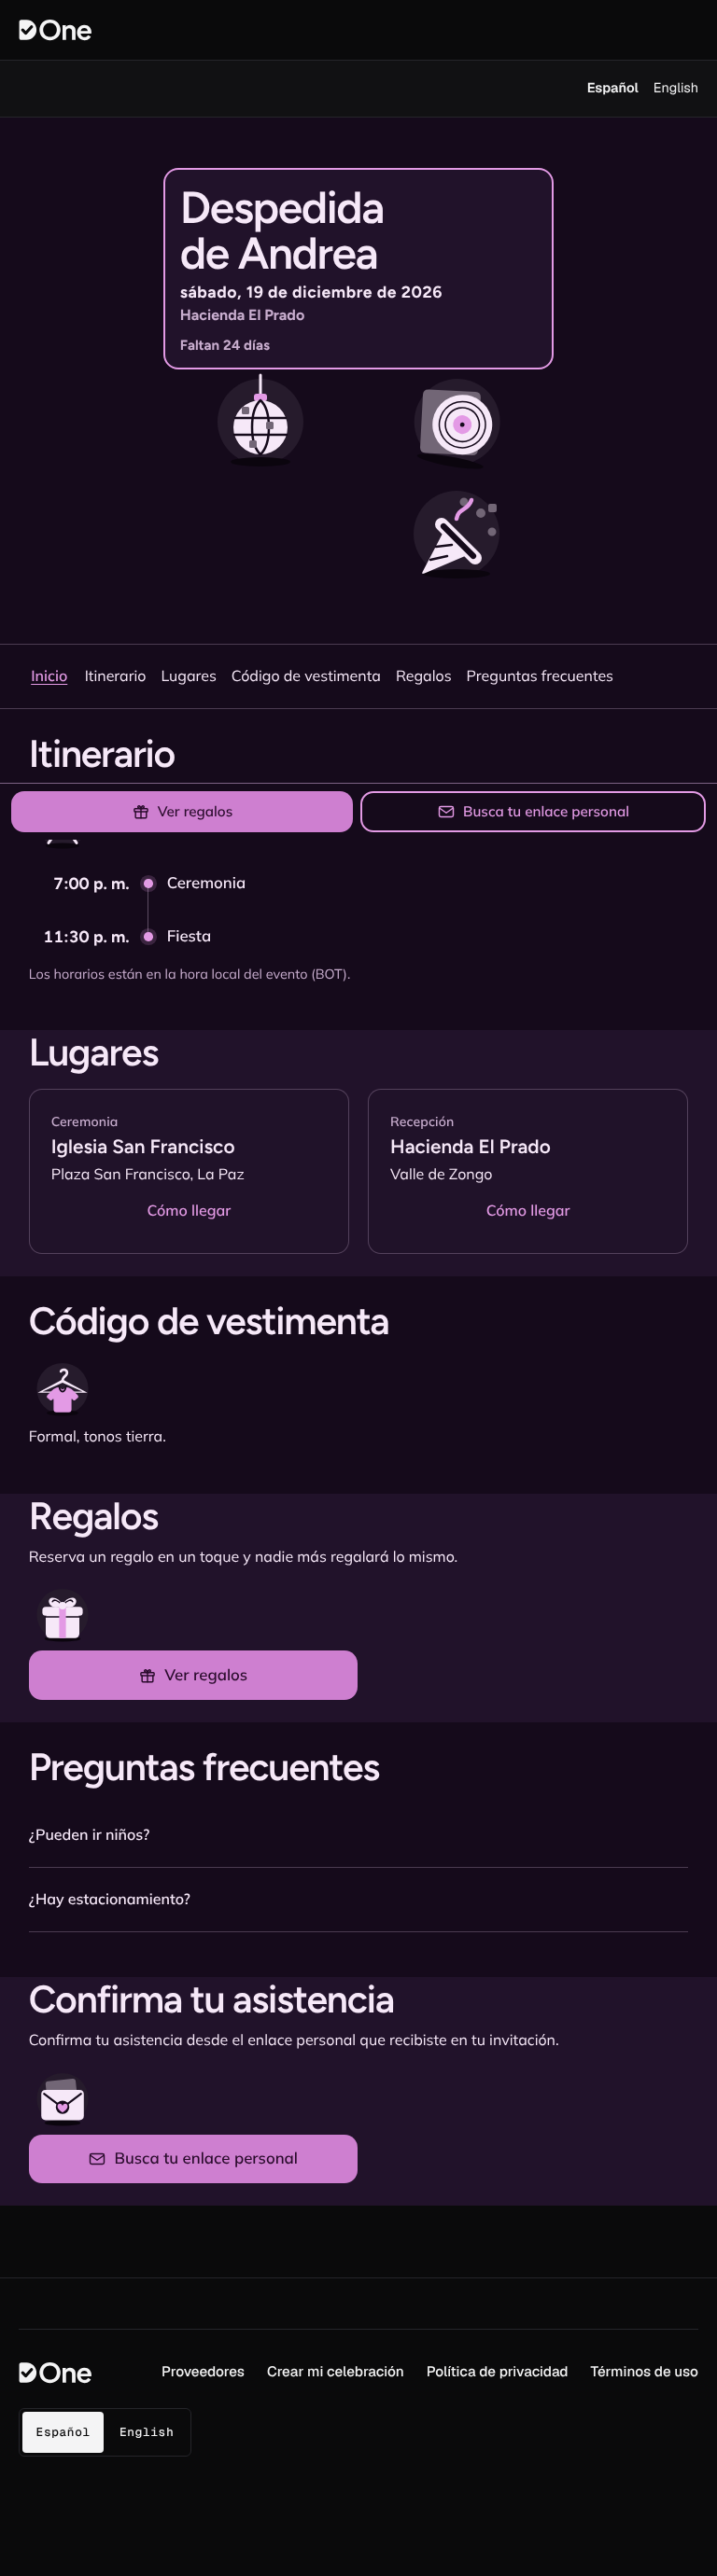 One
Español English
Despedida
de Andrea
sábado, 19 de diciembre de 2026
Hacienda El Prado
Faltan 24 días
Inicio Itinerario Lugares Código de vestimenta Regalos Preguntas frecuentes
Itinerario
Ver regalos Busca tu enlace personal
7:00 p. m. Ceremonia
11:30 p. m. Fiesta
Los horarios están en la hora local del evento (BOT).
Lugares
Ceremonia
Iglesia San Francisco
Plaza San Francisco, La Paz
Cómo llegar
Recepción
Hacienda El Prado
Valle de Zongo
Cómo llegar
Código de vestimenta
Formal, tonos tierra.
Regalos
Reserva un regalo en un toque y nadie más regalará lo mismo.
Ver regalos
Preguntas frecuentes
¿Pueden ir niños?
¿Hay estacionamiento?
Confirma tu asistencia
Confirma tu asistencia desde el enlace personal que recibiste en tu invitación.
Busca tu enlace personal
One
Proveedores Crear mi celebración Política de privacidad Términos de uso
Español English